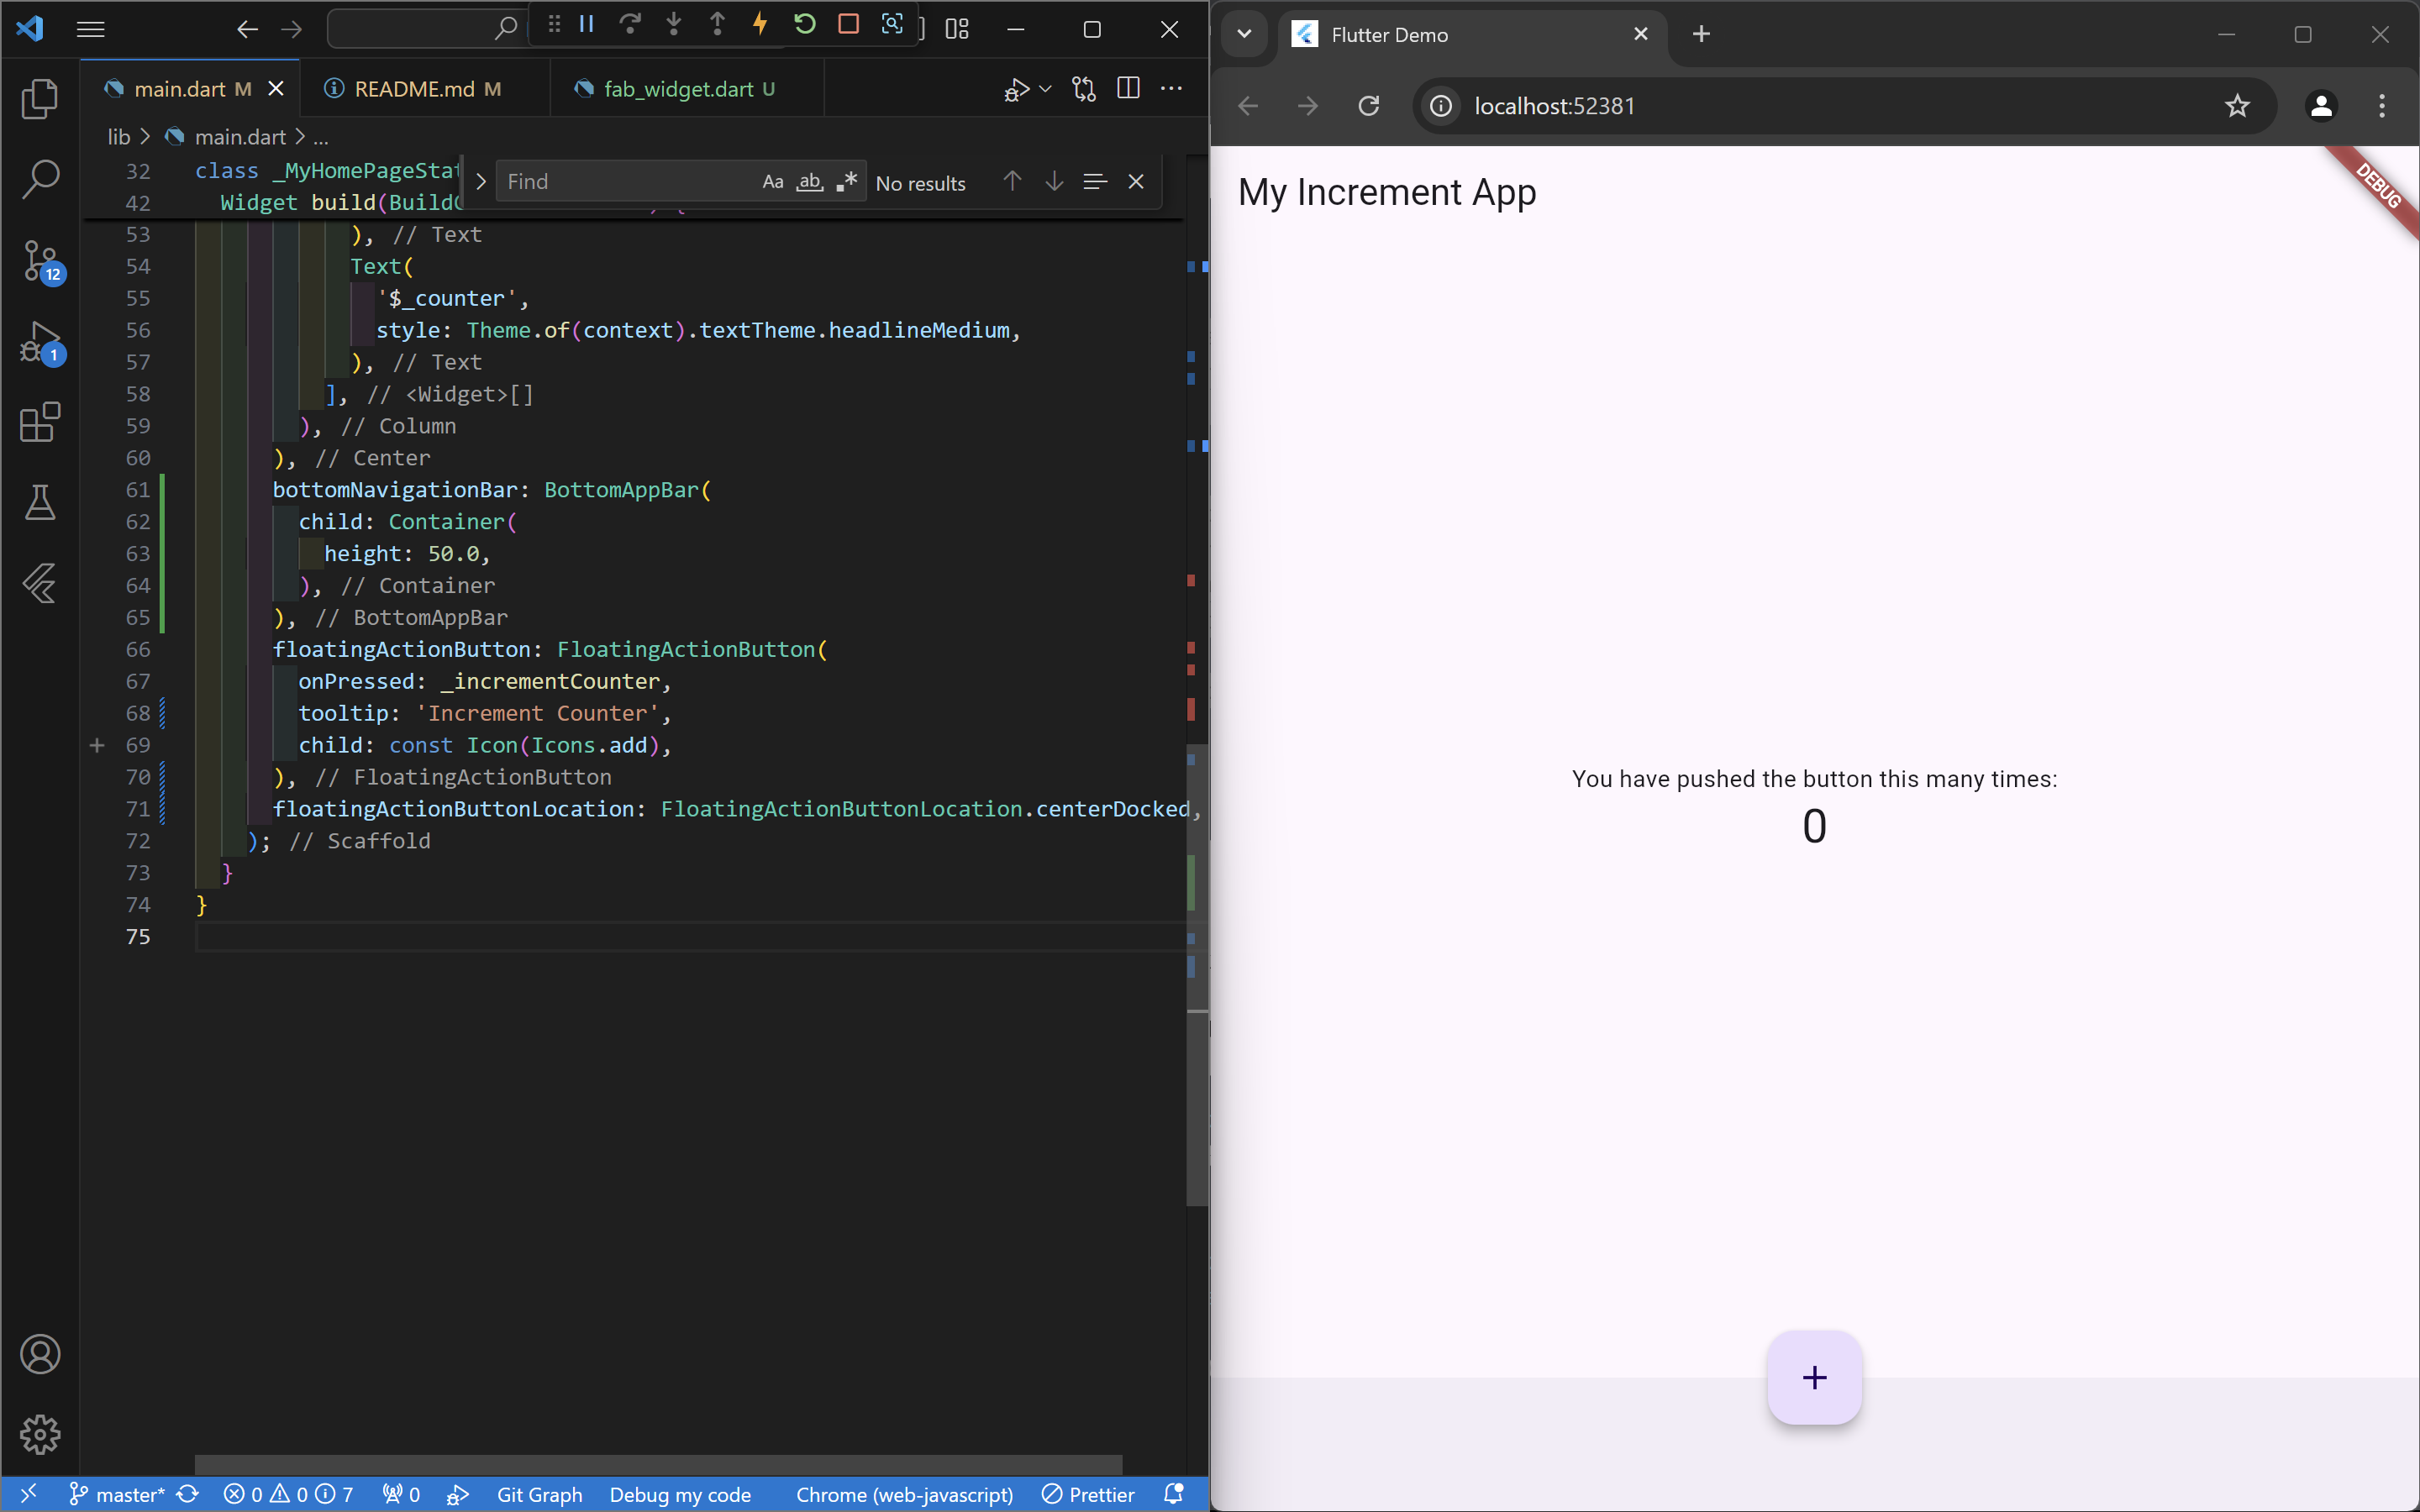 main.dart M
README.md M
fab_widget.dart U
lib > main.dart > ...
Find
Aa
ab
.*
No results
32 class _MyHomePageStat
42 Widget build(BuildC
53 ), // Text
54 Text(
55 '$_counter',
56 style: Theme.of(context).textTheme.headlineMedium,
57 ), // Text
58 ], // <Widget>[]
59 ), // Column
60 ), // Center
61 bottomNavigationBar: BottomAppBar(
62 child: Container(
63 height: 50.0,
64 ), // Container
65 ), // BottomAppBar
66 floatingActionButton: FloatingActionButton(
67 onPressed: _incrementCounter,
68 tooltip: 'Increment Counter',
69 child: const Icon(Icons.add),
70 ), // FloatingActionButton
71 floatingActionButtonLocation: FloatingActionButtonLocation.centerDocked,
72 ); // Scaffold
73 }
74 }
75
12
1
master* 0 0 7 0 Git Graph Debug my code Chrome (web-javascript) Prettier
Flutter Demo
localhost:52381
My Increment App
DEBUG
You have pushed the button this many times:
0